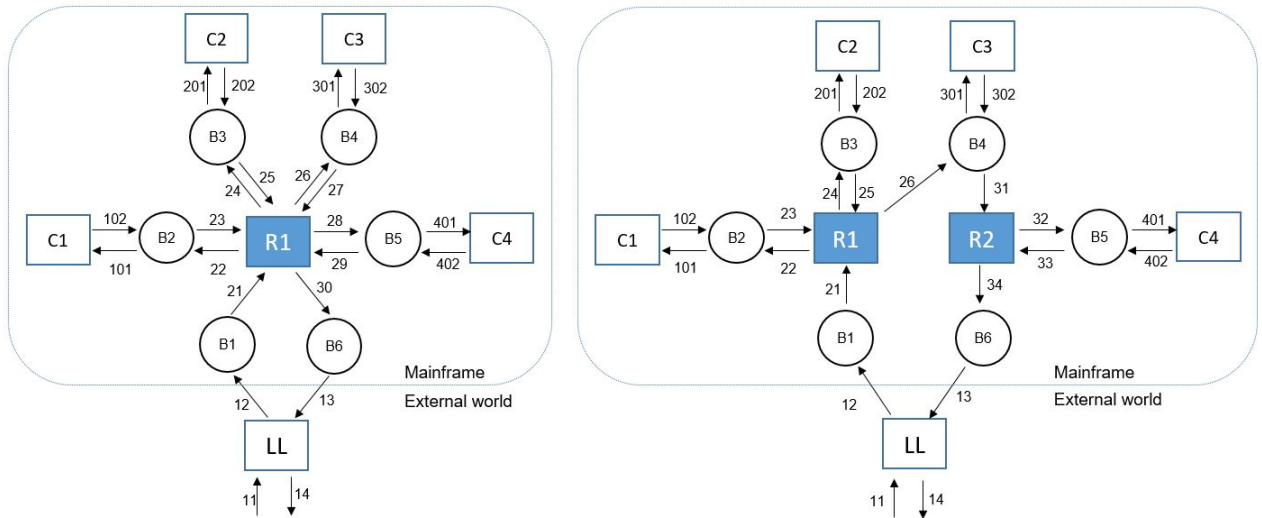 C2
C3
201
202
301
302
B3
B4
24
25
26
27
C1
102
101
B2
23
22
R1
28
29
B5
401
402
C4
21
30
B1
B6
Mainframe
External world
12
13
LL
11
14
C2
C3
201
202
301
302
B3
B4
24
25
26
31
C1
102
101
B2
23
22
R1
R2
32
33
B5
401
402
C4
21
34
B1
B6
Mainframe
External world
12
13
LL
11
14